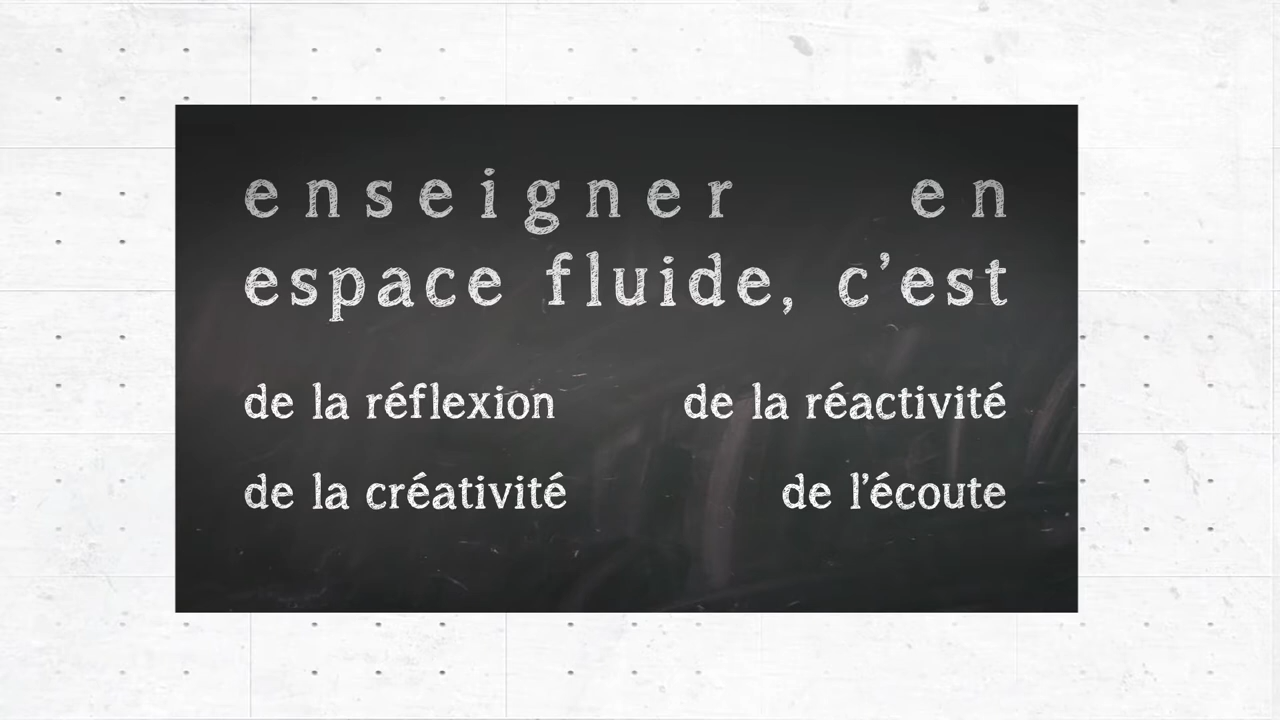 enseigner en
espace fluide, c’est
de la réflexion de la réactivité
de la créativité de l’écoute